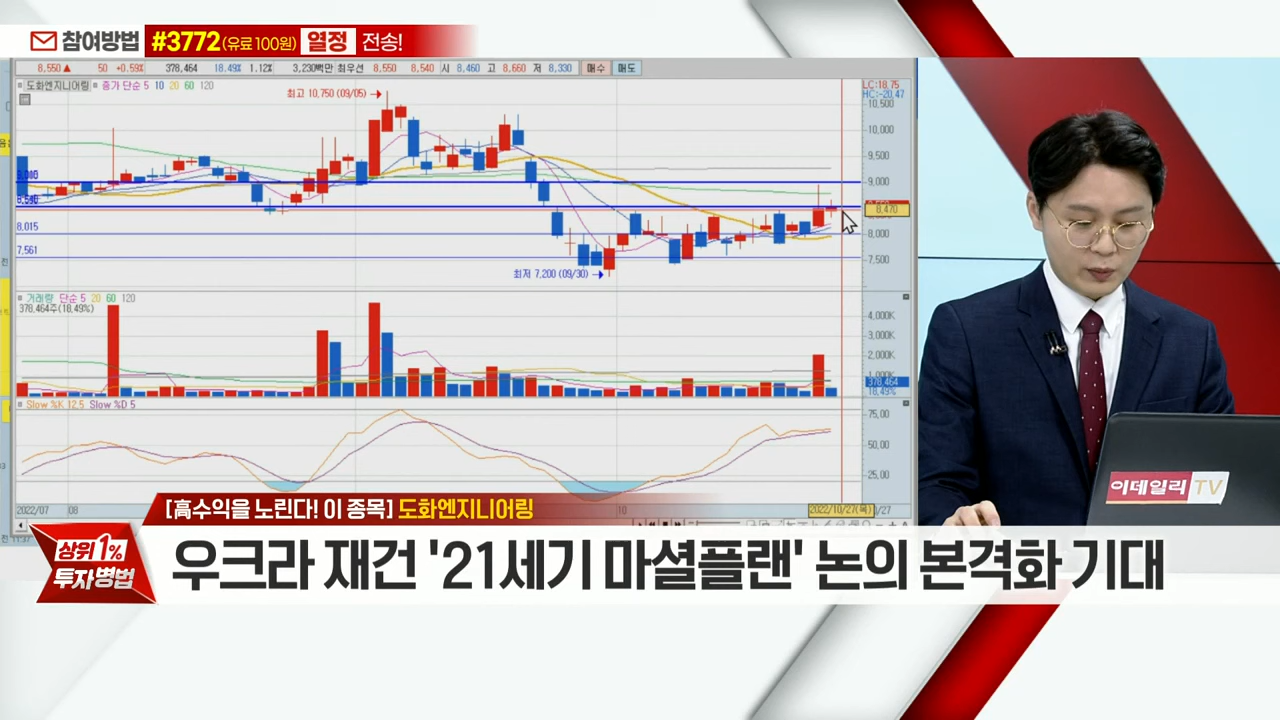 참여방법 #3772(유료 100원) 열정 전송!
8,550▲ 50 +0.59% 378,464 18.49% 1.12% 3,230백만 최우선 8,550 8,540 시 8,460 고 8,660 저 8,330 매수 매도
도화엔지니어링 종가 단순 5 10 20 60 120
LC:18.75
HC:-20.47
최고 10,750 (09/05)
10,500
10,000
9,500
9,000
8,470
8,000
7,500
8,015
7,561
최저 7,200 (09/30)
거래량 단순 5 20 60 120
378,464주(18.49%)
4,000K
3,000K
2,000K
1,000K
378,464
18.49%
Slow %K 12,5 Slow %D 5
75.00
50.00
25.00
2022/07 08 10 2022/10/27(목) /27
이데일리TV
[高수익을 노린다! 이 종목] 도화엔지니어링
상위 1%
투자병법
우크라 재건 '21세기 마셜플랜' 논의 본격화 기대